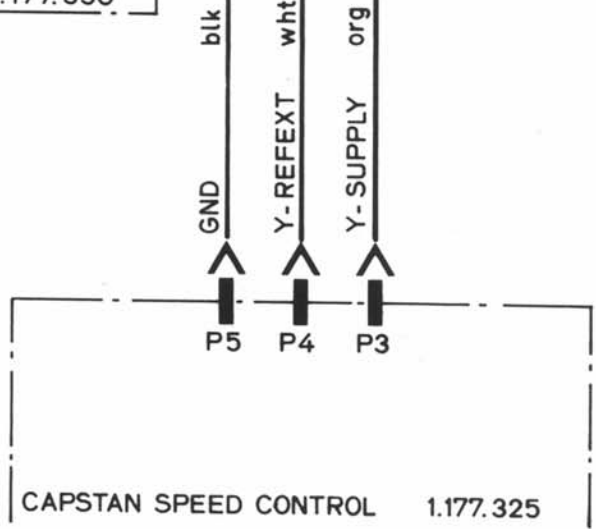 blk wht org
GND Y-REFEXT Y-SUPPLY
P5 P4 P3
CAPSTAN SPEED CONTROL 1.177.325